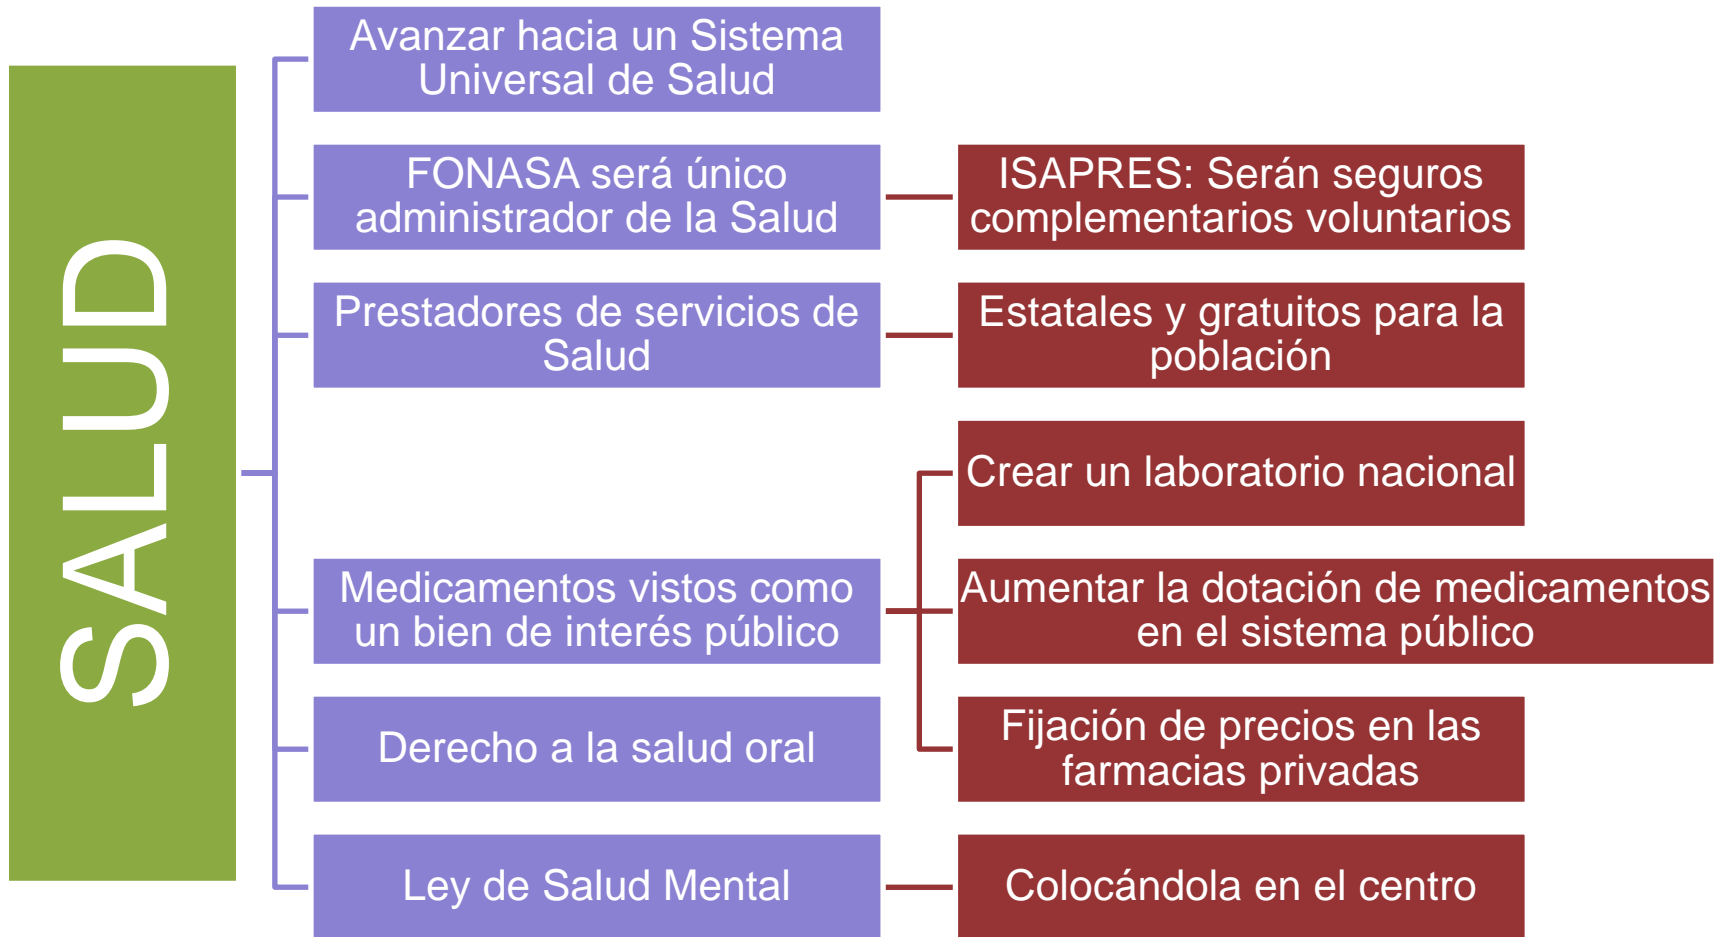 SALUD
Avanzar hacia un Sistema
Universal de Salud
FONASA será único
administrador de la Salud
ISAPRES: Serán seguros
complementarios voluntarios
Prestadores de servicios de
Salud
Estatales y gratuitos para la
población
Medicamentos vistos como
un bien de interés público
Crear un laboratorio nacional
Aumentar la dotación de medicamentos
en el sistema público
Fijación de precios en las
farmacias privadas
Derecho a la salud oral
Ley de Salud Mental
Colocándola en el centro